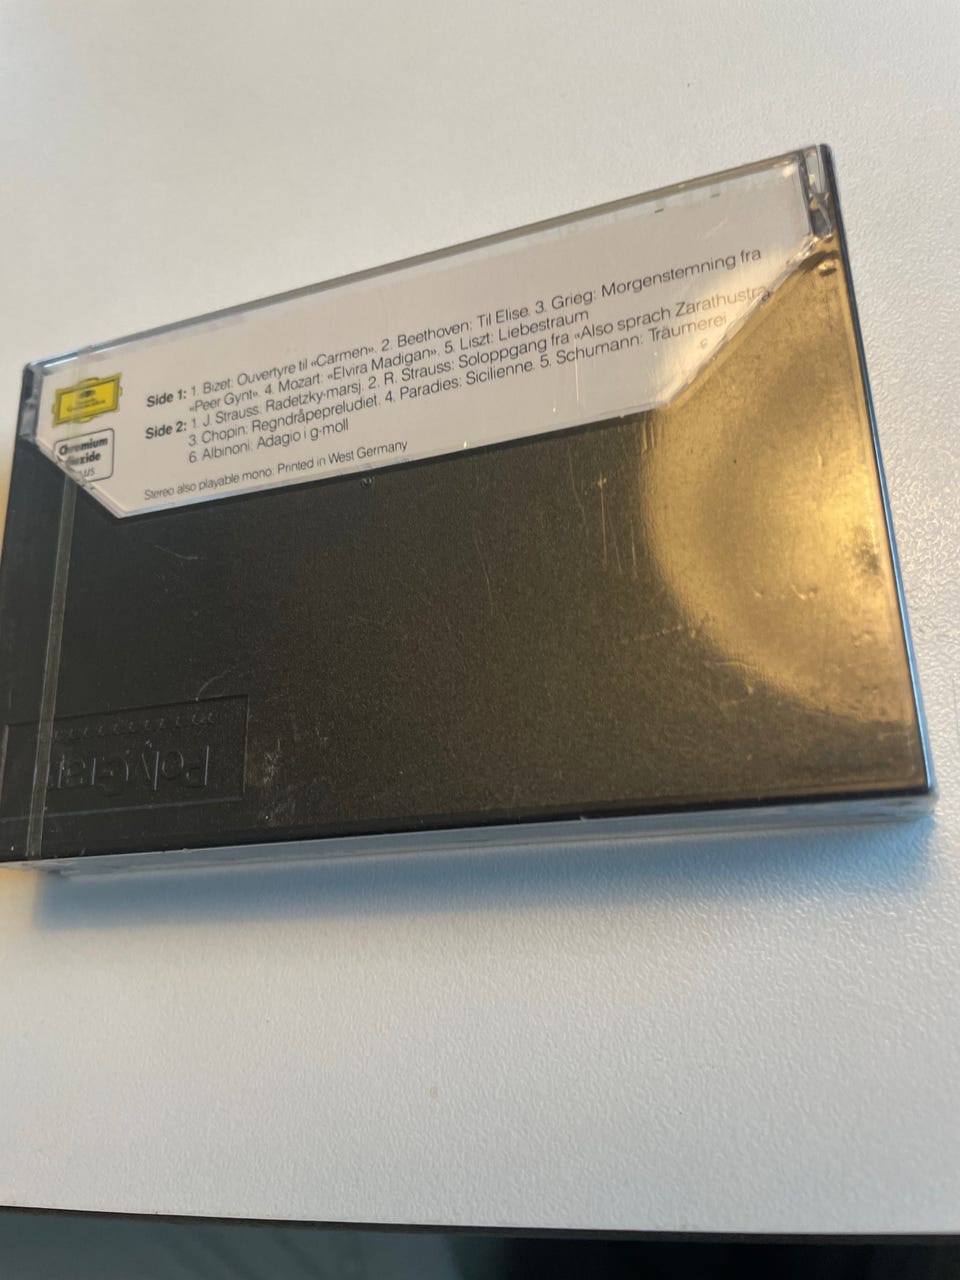 Side 1: 1. Bizet: Ouvertyre til «Carmen». 2. Beethoven: Til Elise. 3. Grieg: Morgenstemning fra
«Peer Gynt». 4. Mozart: «Elvira Madigan». 5. Liszt: Liebestraum
Side 2: 1. J. Strauss: Radetzky-marsj. 2. R. Strauss: Soloppgang fra «Also sprach Zarathustra
3. Chopin: Regndråpepreludiet. 4. Paradies: Sicilienne. 5. Schumann: Träumerei
6. Albinoni: Adagio i g-moll
Chromium
dioxide
PLUS
Stereo also playable mono. Printed in West Germany
PolyGra